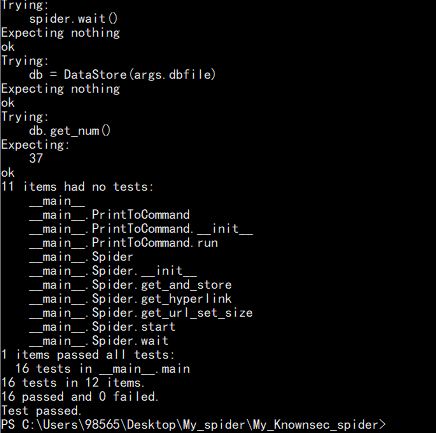 Trying:
    spider.wait()
Expecting nothing
ok
Trying:
    db = DataStore(args.dbfile)
Expecting nothing
ok
Trying:
    db.get_num()
Expecting:
    37
ok
11 items had no tests:
    __main__
    __main__.PrintToCommand
    __main__.PrintToCommand.__init__
    __main__.PrintToCommand.run
    __main__.Spider
    __main__.Spider.__init__
    __main__.Spider.get_and_store
    __main__.Spider.get_hyperlink
    __main__.Spider.get_url_set_size
    __main__.Spider.start
    __main__.Spider.wait
1 items passed all tests:
  16 tests in __main__.main
16 tests in 12 items.
16 passed and 0 failed.
Test passed.
PS C:\Users\98565\Desktop\My_spider\My_Knownsec_spider>